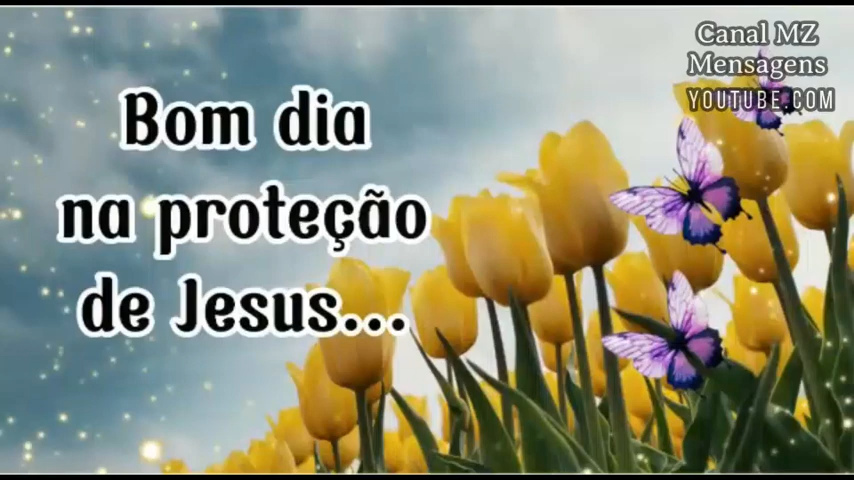 Bom dia
na proteção
de Jesus...
Canal MZ
Mensagens
YOUTUBE.COM